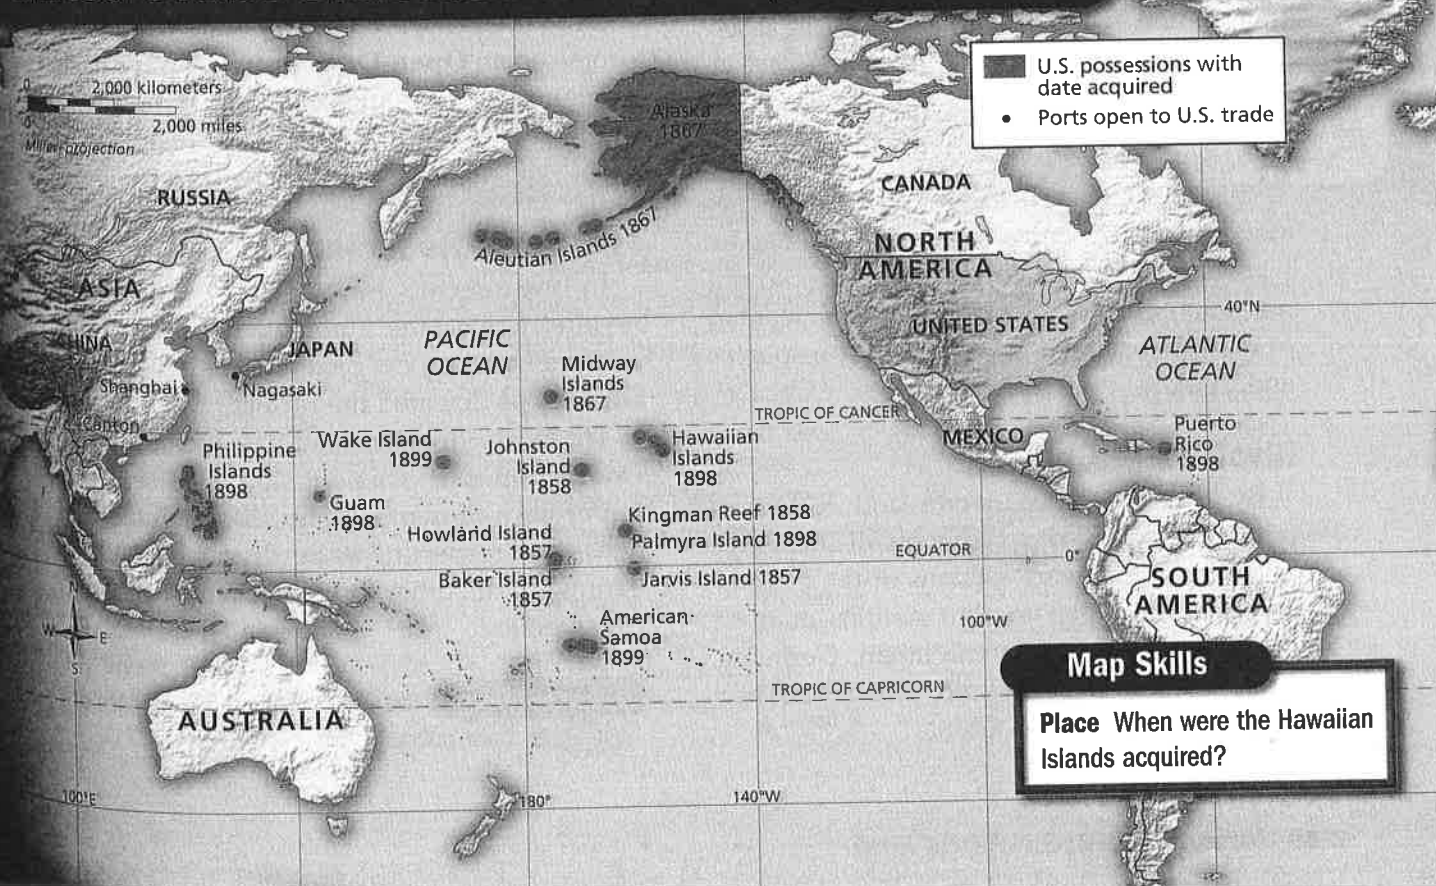 U.S. possessions with
date acquired
Ports open to U.S. trade
0
2,000 kilometers
0
2,000 miles
Miller projection
Alaska
1867
RUSSIA
CANADA
Aleutian Islands 1867
NORTH
AMERICA
ASIA
40°N
UNITED STATES
CHINA
JAPAN
PACIFIC
OCEAN
ATLANTIC
OCEAN
Shanghai
Nagasaki
Midway
Islands
1867
TROPIC OF CANCER
Canton
Philippine
Islands
1898
Wake Island
1899
Johnston
Island
1858
Hawaiian
Islands
1898
MEXICO
Puerto
Rico
1898
Guam
1898
Kingman Reef 1858
Palmyra Island 1898
Howland Island
1857
EQUATOR
0°
Baker Island
1857
Jarvis Island 1857
SOUTH
AMERICA
N
W
E
S
American
Samoa
1899
100°W
TROPIC OF CAPRICORN
AUSTRALIA
100°E
180°
140°W
Map Skills
Place When were the Hawaiian
Islands acquired?